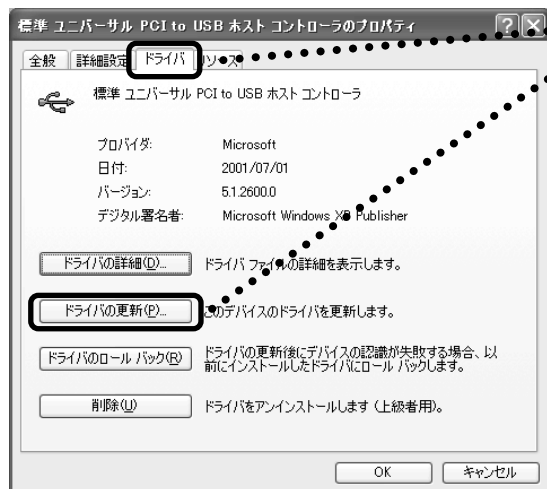 標準 ユニバーサル PCI to USB ホスト コントローラのプロパティ
全般 詳細設定 ドライバ リソース
標準 ユニバーサル PCI to USB ホスト コントローラ
プロバイダ: Microsoft
日付: 2001/07/01
バージョン: 5.1.2600.0
デジタル署名者: Microsoft Windows XP Publisher
ドライバの詳細(D)... ドライバ ファイルの詳細を表示します。
ドライバの更新(P)... このデバイスのドライバを更新します。
ドライバのロール バック(R) ドライバの更新後にデバイスの認識が失敗する場合、以
前にインストールしたドライバにロール バックします。
削除(U) ドライバをアンインストールします (上級者用)。
OK キャンセル